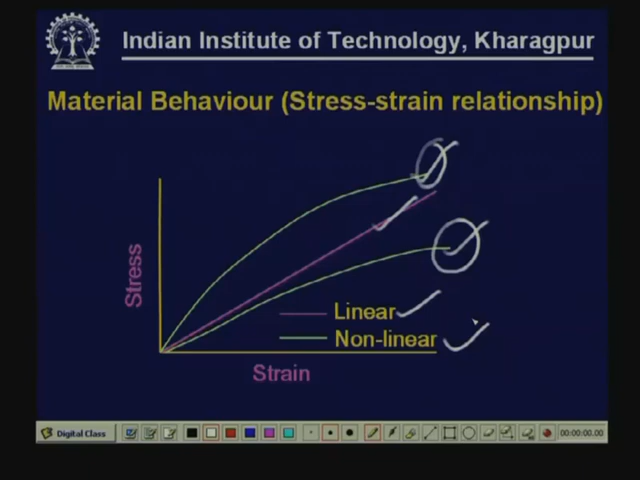 Indian Institute of Technology, Kharagpur
Material Behaviour (Stress-strain relationship)
Stress
Linear
Non-linear
Strain
Digital Class
00:00:00.00